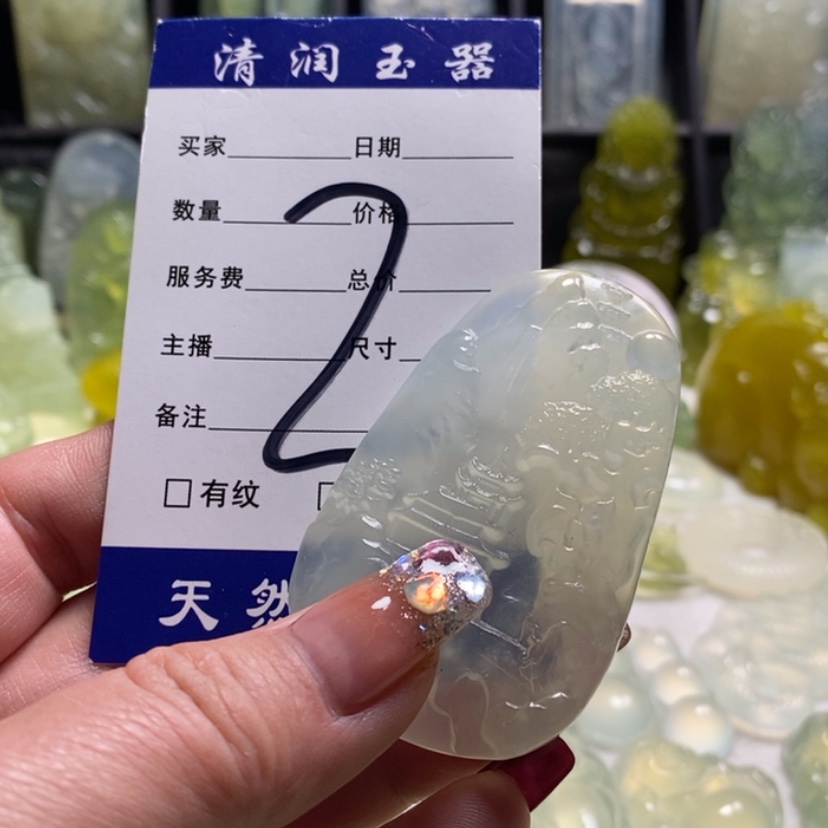 清润玉器
买家 日期
数量 价格
服务费 总价
主播 尺寸
备注
有纹
天然
2